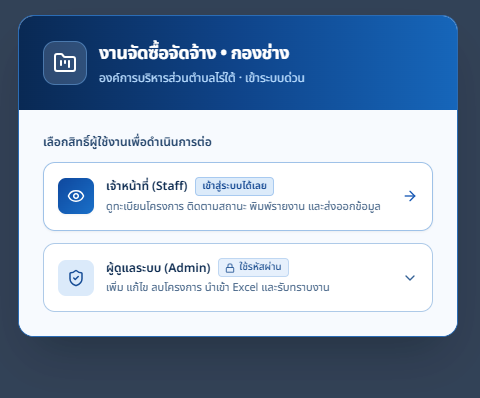 งานจัดซื้อจัดจ้าง • กองช่าง
องค์การบริหารส่วนตำบลไร่ใต้ · เข้าระบบด่วน
เลือกสิทธิ์ผู้ใช้งานเพื่อดำเนินการต่อ
เจ้าหน้าที่ (Staff) เข้าสู่ระบบได้เลย
ดูทะเบียนโครงการ ติดตามสถานะ พิมพ์รายงาน และส่งออกข้อมูล
ผู้ดูแลระบบ (Admin) ใช้รหัสผ่าน
เพิ่ม แก้ไข ลบโครงการ นำเข้า Excel และรับทราบงาน